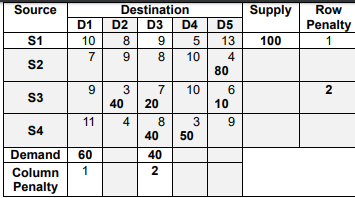 Source Destination Supply Row Penalty
D1 D2 D3 D4 D5
S1 10 8 9 5 13 100 1
S2 7 9 8 10 4
80
S3 9 3 7 10 6 2
40 20 10
S4 11 4 8 3 9
40 50
Demand 60 40
Column Penalty 1 2